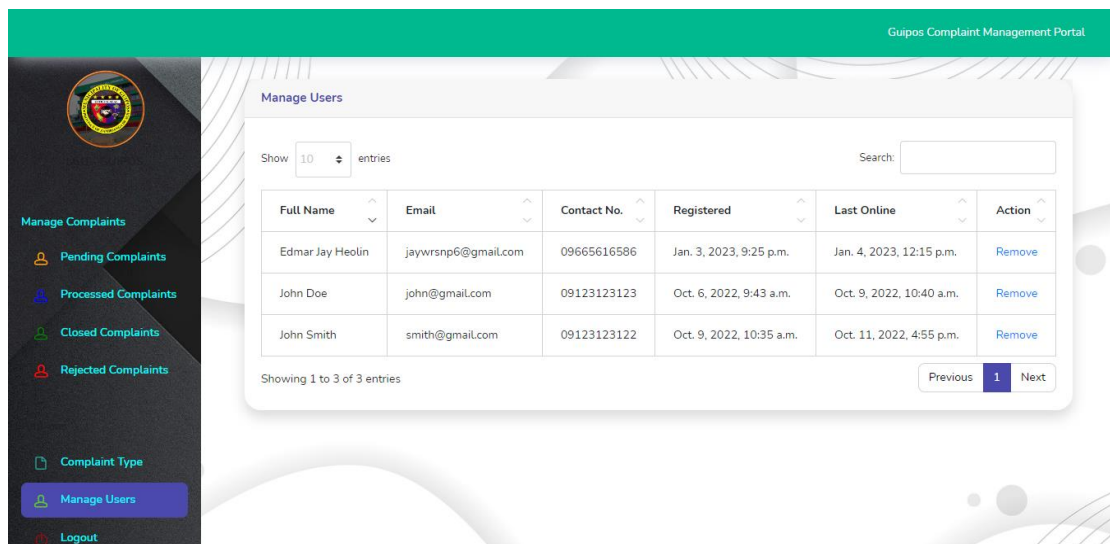 Guipos Complaint Management Portal
Manage Complaints
Pending Complaints
Processed Complaints
Closed Complaints
Rejected Complaints
Complaint Type
Manage Users
Logout
Manage Users
Show 10 entries
Search:
Full Name Email Contact No. Registered Last Online Action
Edmar Jay Heolin jaywrsnp6@gmail.com 09665616586 Jan. 3, 2023, 9:25 p.m. Jan. 4, 2023, 12:15 p.m. Remove
John Doe john@gmail.com 09123123123 Oct. 6, 2022, 9:43 a.m. Oct. 9, 2022, 10:40 a.m. Remove
John Smith smith@gmail.com 09123123122 Oct. 9, 2022, 10:35 a.m. Oct. 11, 2022, 4:55 p.m. Remove
Showing 1 to 3 of 3 entries
Previous 1 Next